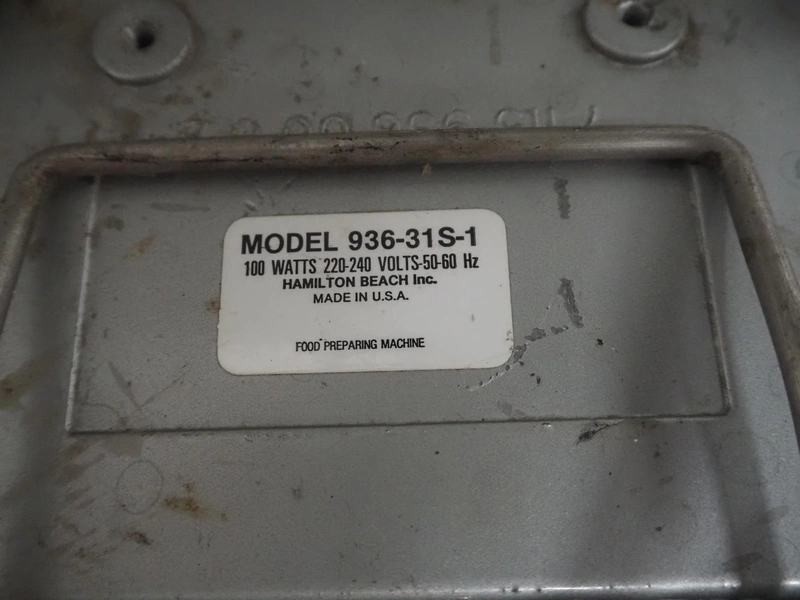 MODEL 936-31S-1
100 WATTS 220-240 VOLTS-50-60 Hz
HAMILTON BEACH Inc.
MADE IN U.S.A.
FOOD PREPARING MACHINE